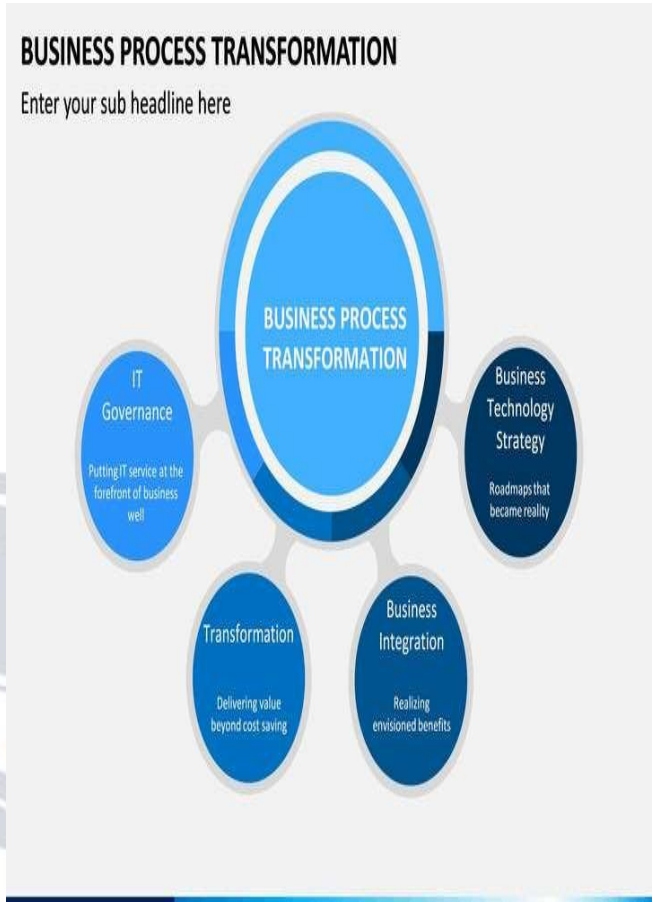 BUSINESS PROCESS TRANSFORMATION
Enter your sub headline here
BUSINESS PROCESS
TRANSFORMATION
IT
Governance
Putting IT service at the
forefront of business
well
Business
Technology
Strategy
Roadmaps that
became reality
Transformation
Delivering value
beyond cost saving
Business
Integration
Realizing
envisioned benefits